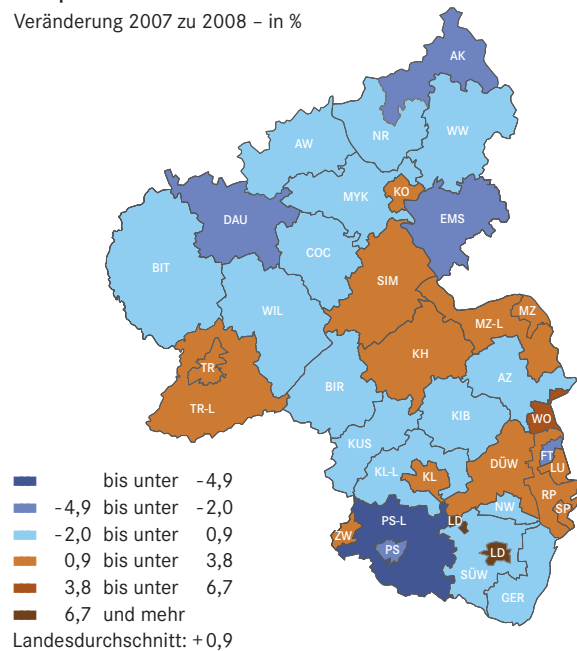 Veränderung 2007 zu 2008 – in %
AK
NR
WW
AW
MYK
KO
DAU
EMS
COC
BIT
SIM
WIL
MZ
MZ-L
KH
TR
AZ
BIR
TR-L
KIB
WO
KUS
FT
DÜW
LU
KL-L
KL
RP
NW
SP
PS-L
LD
ZW
PS
LD
SÜW
GER
bis unter -4,9
-4,9 bis unter -2,0
-2,0 bis unter 0,9
0,9 bis unter 3,8
3,8 bis unter 6,7
6,7 und mehr
Landesdurchschnitt: +0,9